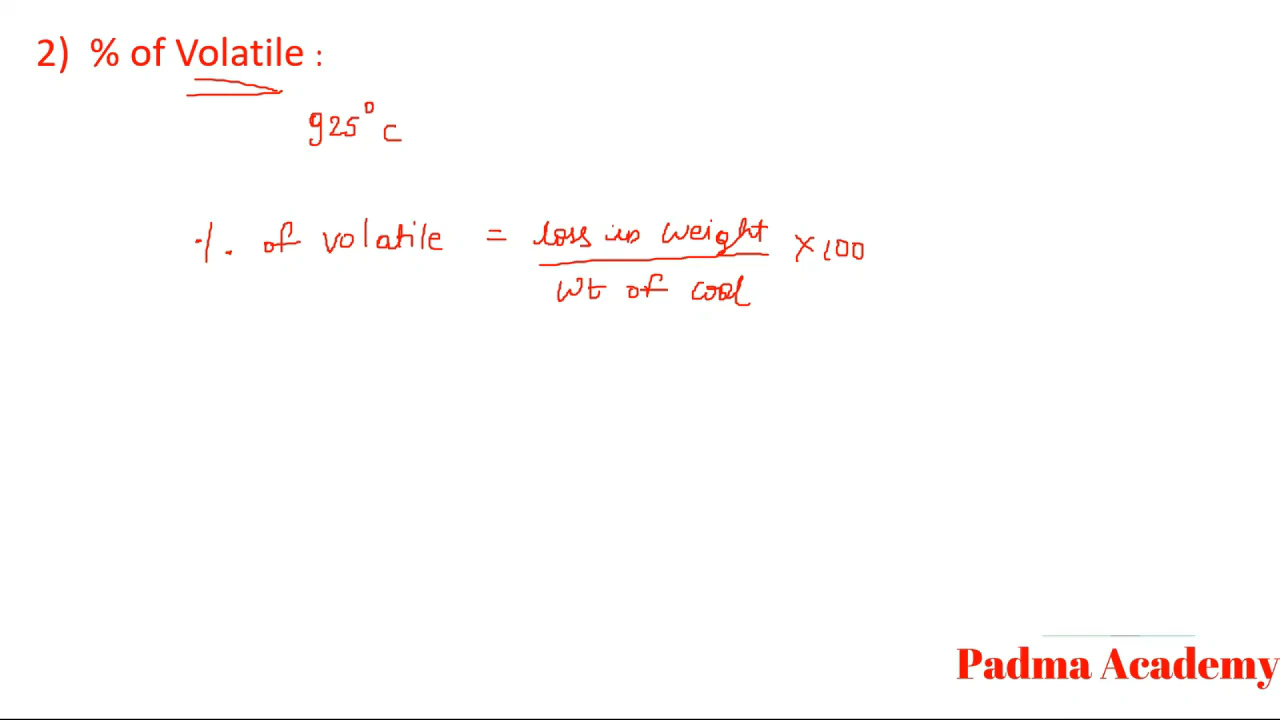 2) % of Volatile :
925° c
% of volatile = loss in weight / wt of coal × 100
Padma Academy